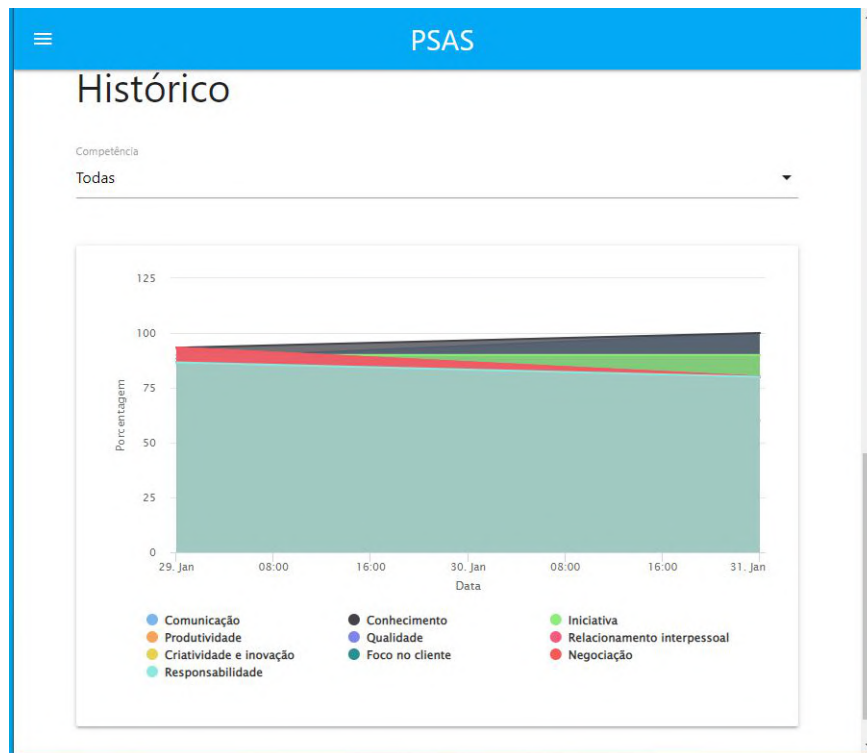 PSAS
Histórico
Competência
Todas
125
100
75
50
25
0
Porcentagem
29. Jan 08:00 16:00 30. Jan 08:00 16:00 31. Jan
Data
Comunicação Conhecimento Iniciativa
Produtividade Qualidade Relacionamento interpessoal
Criatividade e inovação Foco no cliente Negociação
Responsabilidade